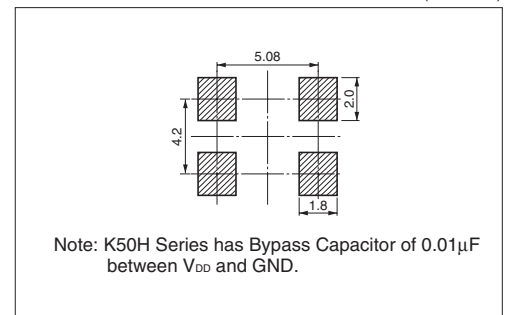 5.08
2.0
4.2
1.8
Note: K50H Series has Bypass Capacitor of 0.01μF
between VDD and GND.